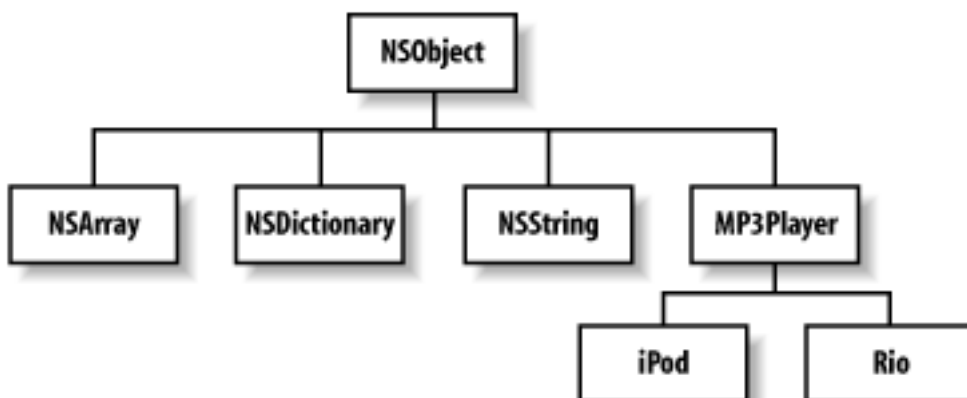 NSObject
NSArray
NSDictionary
NSString
MP3Player
iPod
Rio